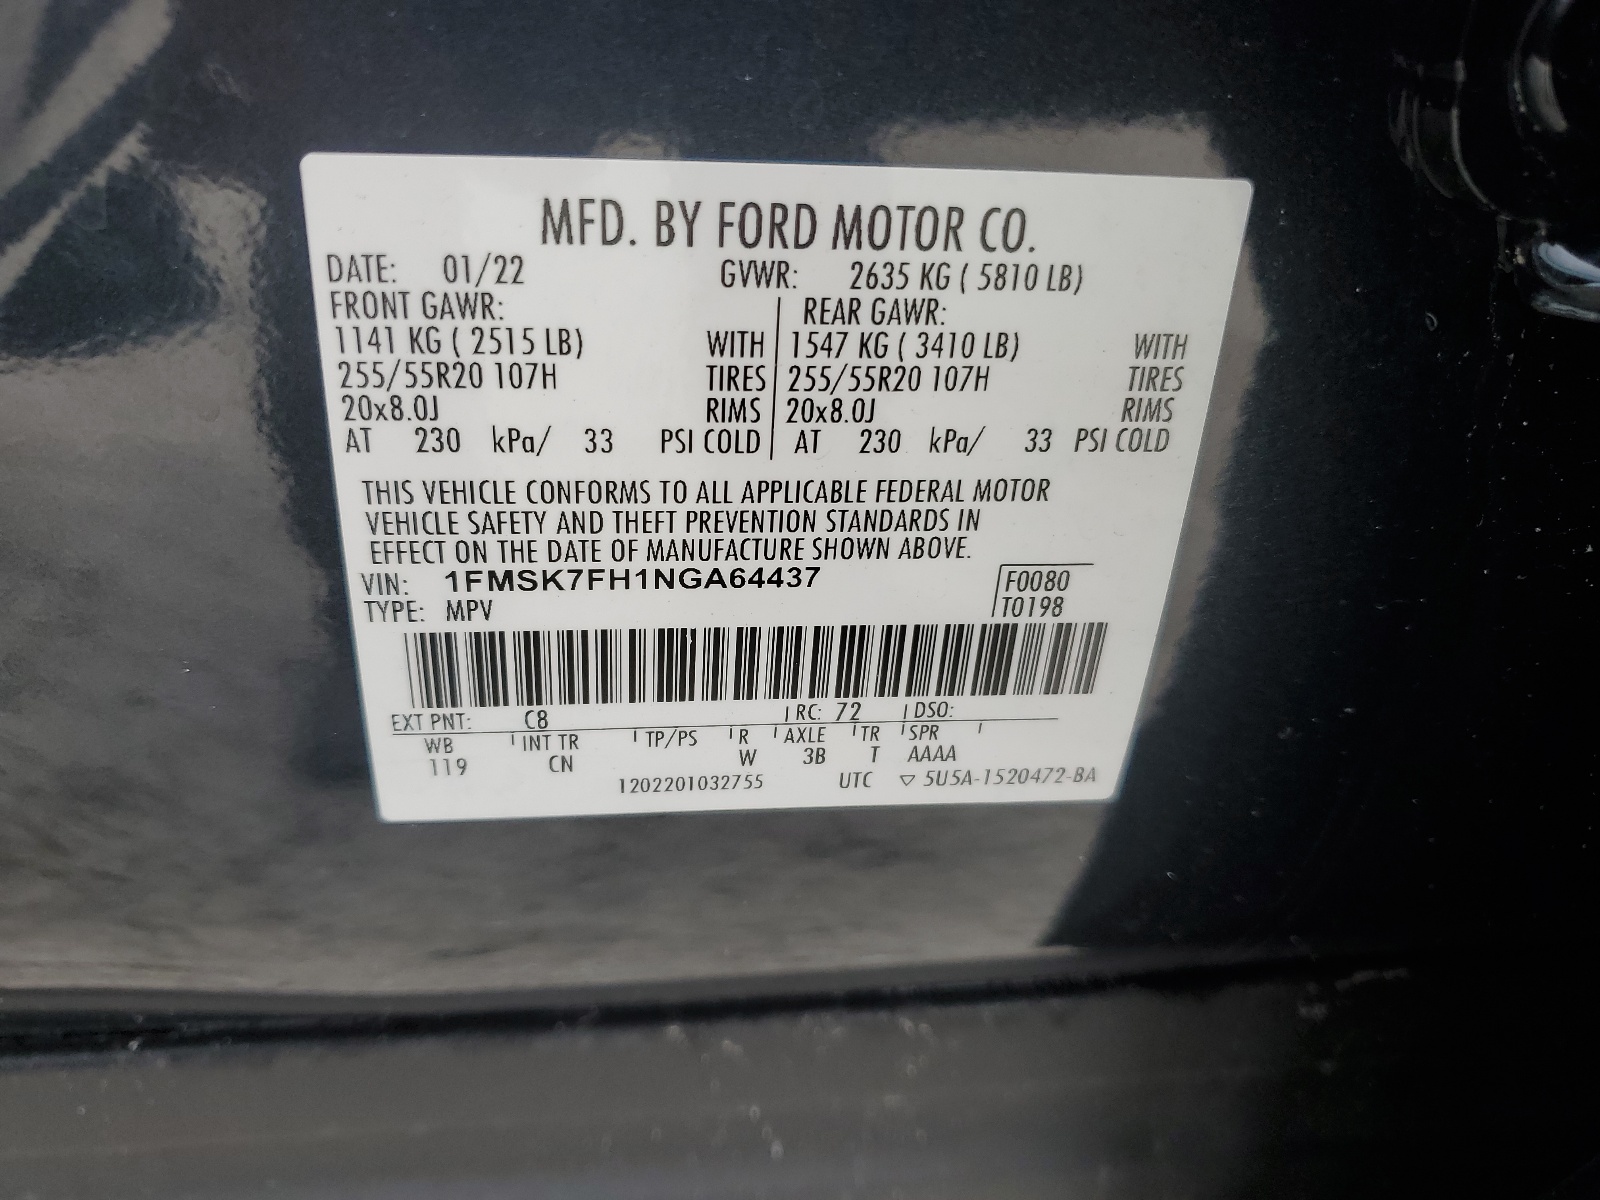 MFD. BY FORD MOTOR CO.
DATE: 01/22 GVWR: 2635 KG ( 5810 LB)
FRONT GAWR: REAR GAWR:
1141 KG ( 2515 LB) WITH 1547 KG ( 3410 LB) WITH
255/55R20 107H TIRES 255/55R20 107H TIRES
20x8.0J RIMS 20x8.0J RIMS
AT 230 kPa/ 33 PSI COLD AT 230 kPa/ 33 PSI COLD
THIS VEHICLE CONFORMS TO ALL APPLICABLE FEDERAL MOTOR
VEHICLE SAFETY AND THEFT PREVENTION STANDARDS IN
EFFECT ON THE DATE OF MANUFACTURE SHOWN ABOVE.
VIN: 1FMSK7FH1NGA64437 F0080
TYPE: MPV T0198
EXT PNT: C8 RC: 72 DSO:
WB INT TR TP/PS R AXLE TR SPR
119 CN W 3B T AAAA
1202201032755 UTC ▽ 5U5A-1520472-BA